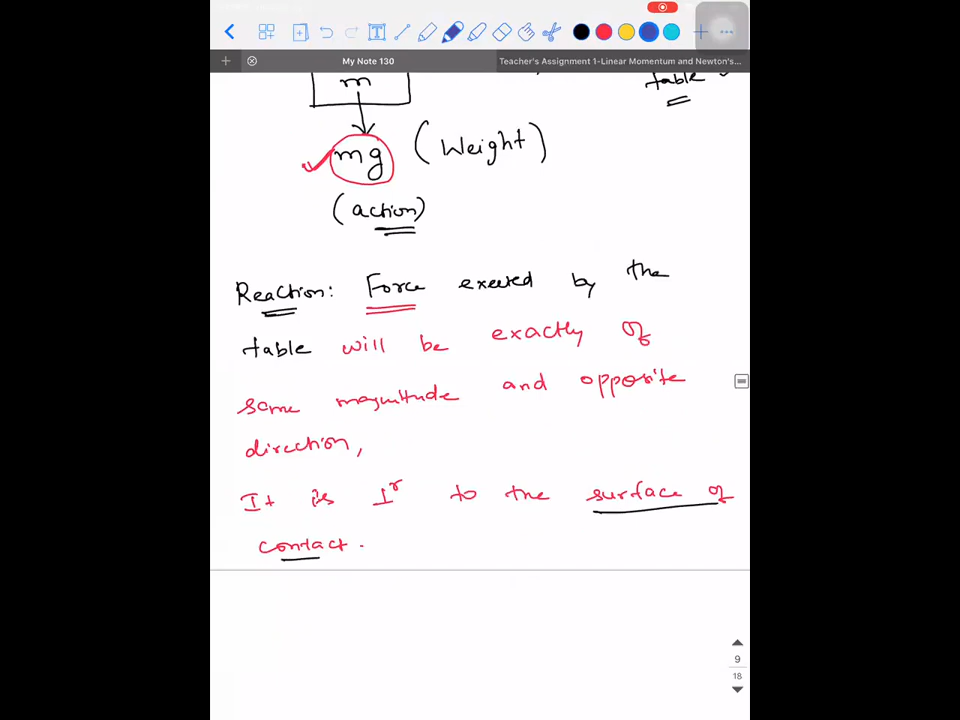 My Note 130
Teacher's Assignment 1-Linear Momentum and Newton's...
m
table
mg (Weight)
(action)
Reaction: Force exerted by the
table will be exactly of
same magnitude and opposite
direction,
It is ⊥r to the surface of
contact.
9
18